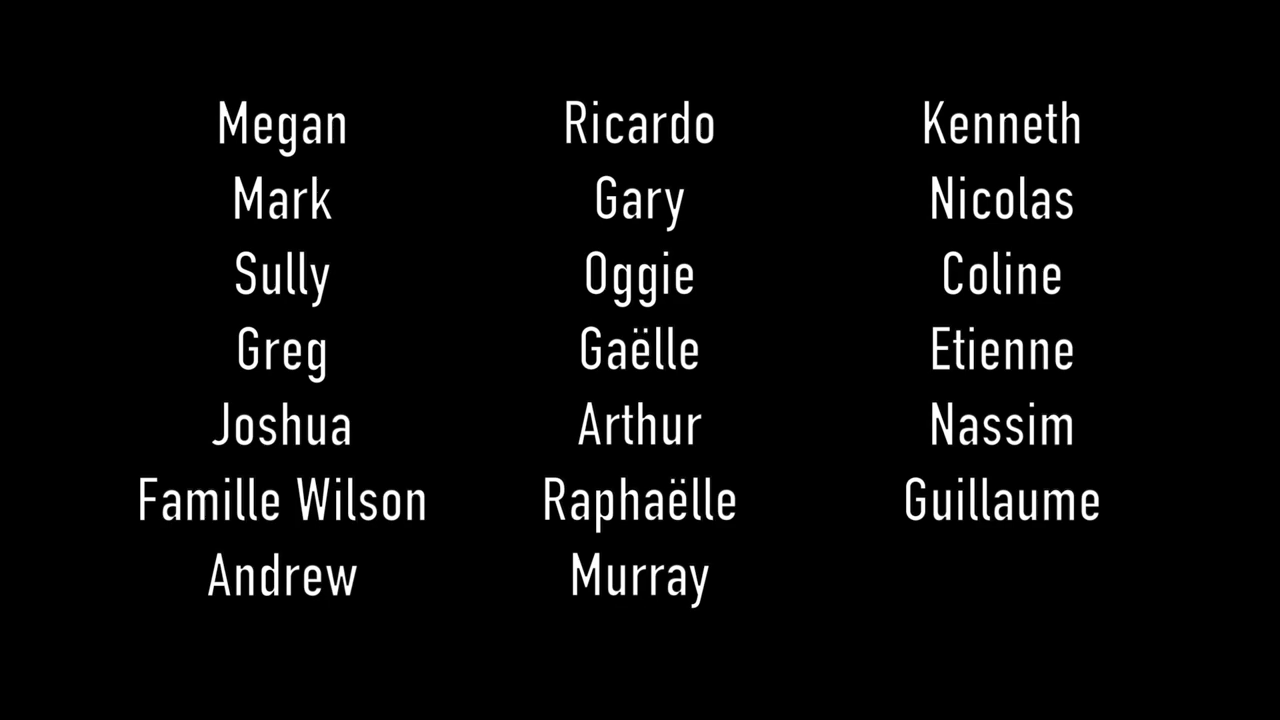 Megan
Mark
Sully
Greg
Joshua
Famille Wilson
Andrew
Ricardo
Gary
Oggie
Gaëlle
Arthur
Raphaëlle
Murray
Kenneth
Nicolas
Coline
Etienne
Nassim
Guillaume